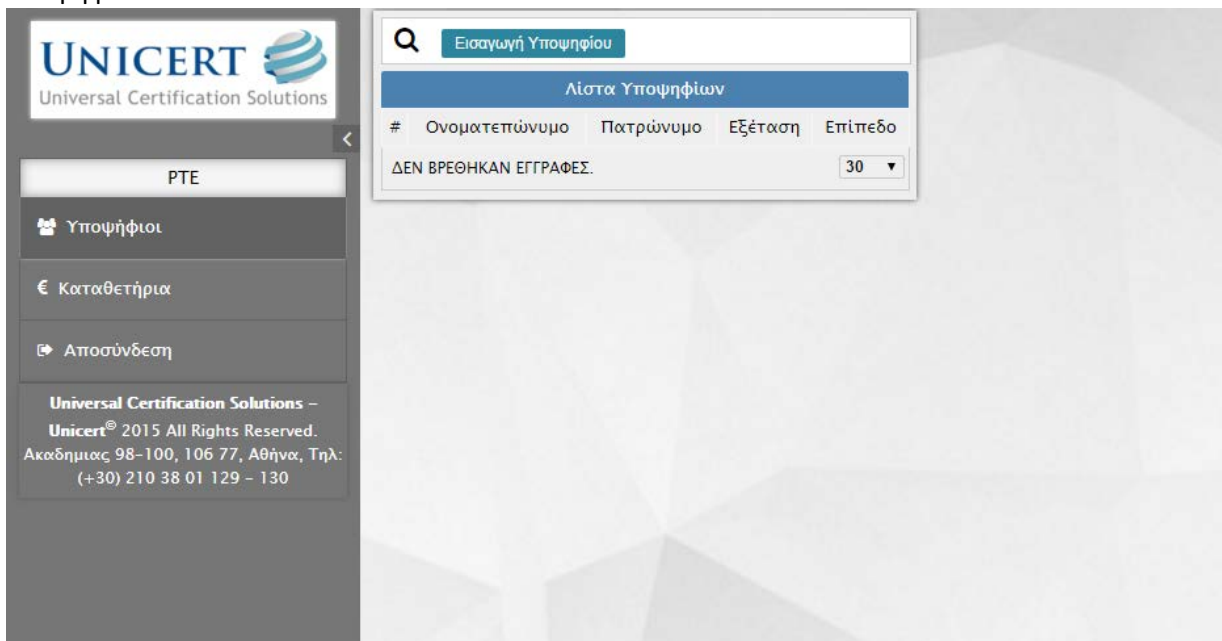 UNICERT
Universal Certification Solutions
PTE
Υποψήφιοι
€ Καταθετήρια
Αποσύνδεση
Universal Certification Solutions –
Unicert© 2015 All Rights Reserved.
Ακαδημιας 98-100, 106 77, Αθήνα, Τηλ:
(+30) 210 38 01 129 - 130
Εισαγωγή Υποψηφίου
Λίστα Υποψηφίων
# Ονοματεπώνυμο Πατρώνυμο Εξέταση Επίπεδο
ΔΕΝ ΒΡΕΘΗΚΑΝ ΕΓΓΡΑΦΕΣ. 30